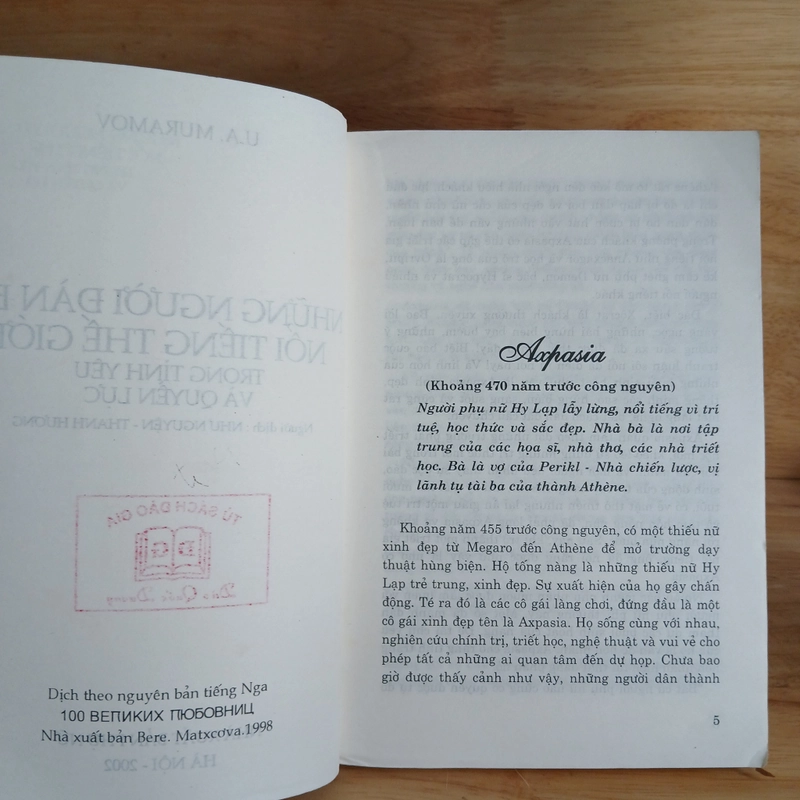 U.A. MURAMOV
NHỮNG NGƯỜI ĐÀN
NỔI TIẾNG THẾ GIỚI
TRONG TÌNH YÊU
VÀ QUYỀN LỰC
Người dịch: NHƯ NGUYỆN - THANH HƯƠNG
TỦ SÁCH ĐÀO GIA
Dịch theo nguyên bản tiếng Nga
100 ВЕЛИКИХ ЛЮБОВНИЦ
Nhà xuất bản Bere. Matxcơva.1998
HÀ NỘI - 2002
Axpasia
(Khoảng 470 năm trước công nguyên)
Người phụ nữ Hy Lạp lẫy lừng, nổi tiếng vì trí
tuệ, học thức và sắc đẹp. Nhà bà là nơi tập
trung của các họa sĩ, nhà thơ, các nhà triết
học. Bà là vợ của Perikl - Nhà chiến lược, vị
lãnh tụ tài ba của thành Athène.
Khoảng năm 455 trước công nguyên, có một thiếu nữ
xinh đẹp từ Megaro đến Athène để mở trường dạy
thuật hùng biện. Hộ tống nàng là những thiếu nữ Hy
Lạp trẻ trung, xinh đẹp. Sự xuất hiện của họ gây chấn
động. Té ra đó là các cô gái làng chơi, đứng đầu là một
cô gái xinh đẹp tên là Axpasia. Họ sống cùng với nhau,
nghiên cứu chính trị, triết học, nghệ thuật và vui vẻ cho
phép tất cả những ai quan tâm đến dự họp. Chưa bao
giờ được thấy cảnh như vậy, những người dân thành
5